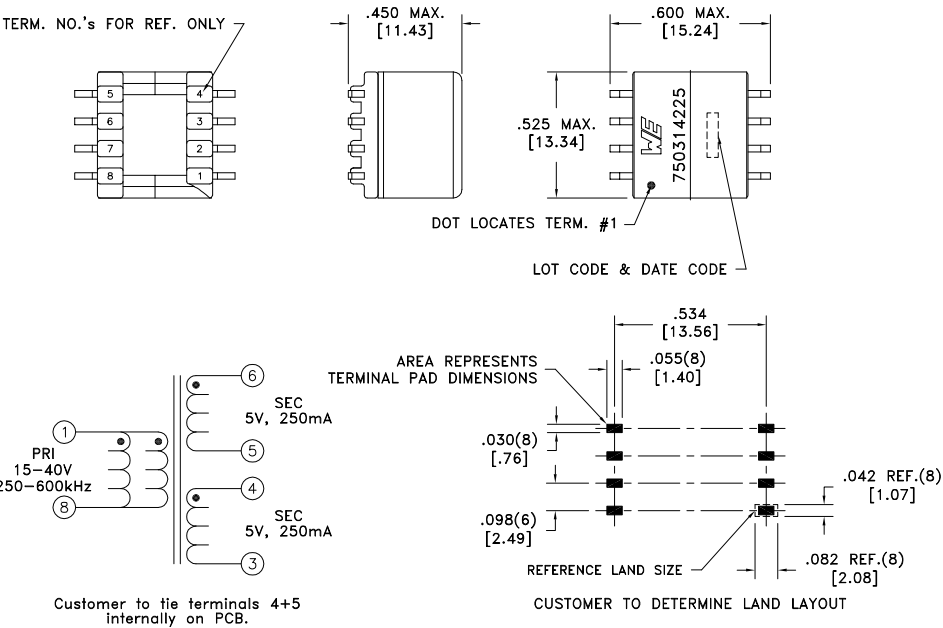 TERM. NO.'s FOR REF. ONLY
.450 MAX.
[11.43]
.600 MAX.
[15.24]
5
4
6
3
7
2
8
1
.525 MAX.
[13.34]
WE
750314225
DOT LOCATES TERM. #1
LOT CODE & DATE CODE
.534
[13.56]
AREA REPRESENTS
TERMINAL PAD DIMENSIONS
.055(8)
[1.40]
.030(8)
[.76]
.098(6)
[2.49]
.042 REF.(8)
[1.07]
.082 REF.(8)
[2.08]
REFERENCE LAND SIZE
CUSTOMER TO DETERMINE LAND LAYOUT
1
PRI
15-40V
250-600kHz
8
6
SEC
5V, 250mA
5
4
SEC
5V, 250mA
3
Customer to tie terminals 4+5
internally on PCB.